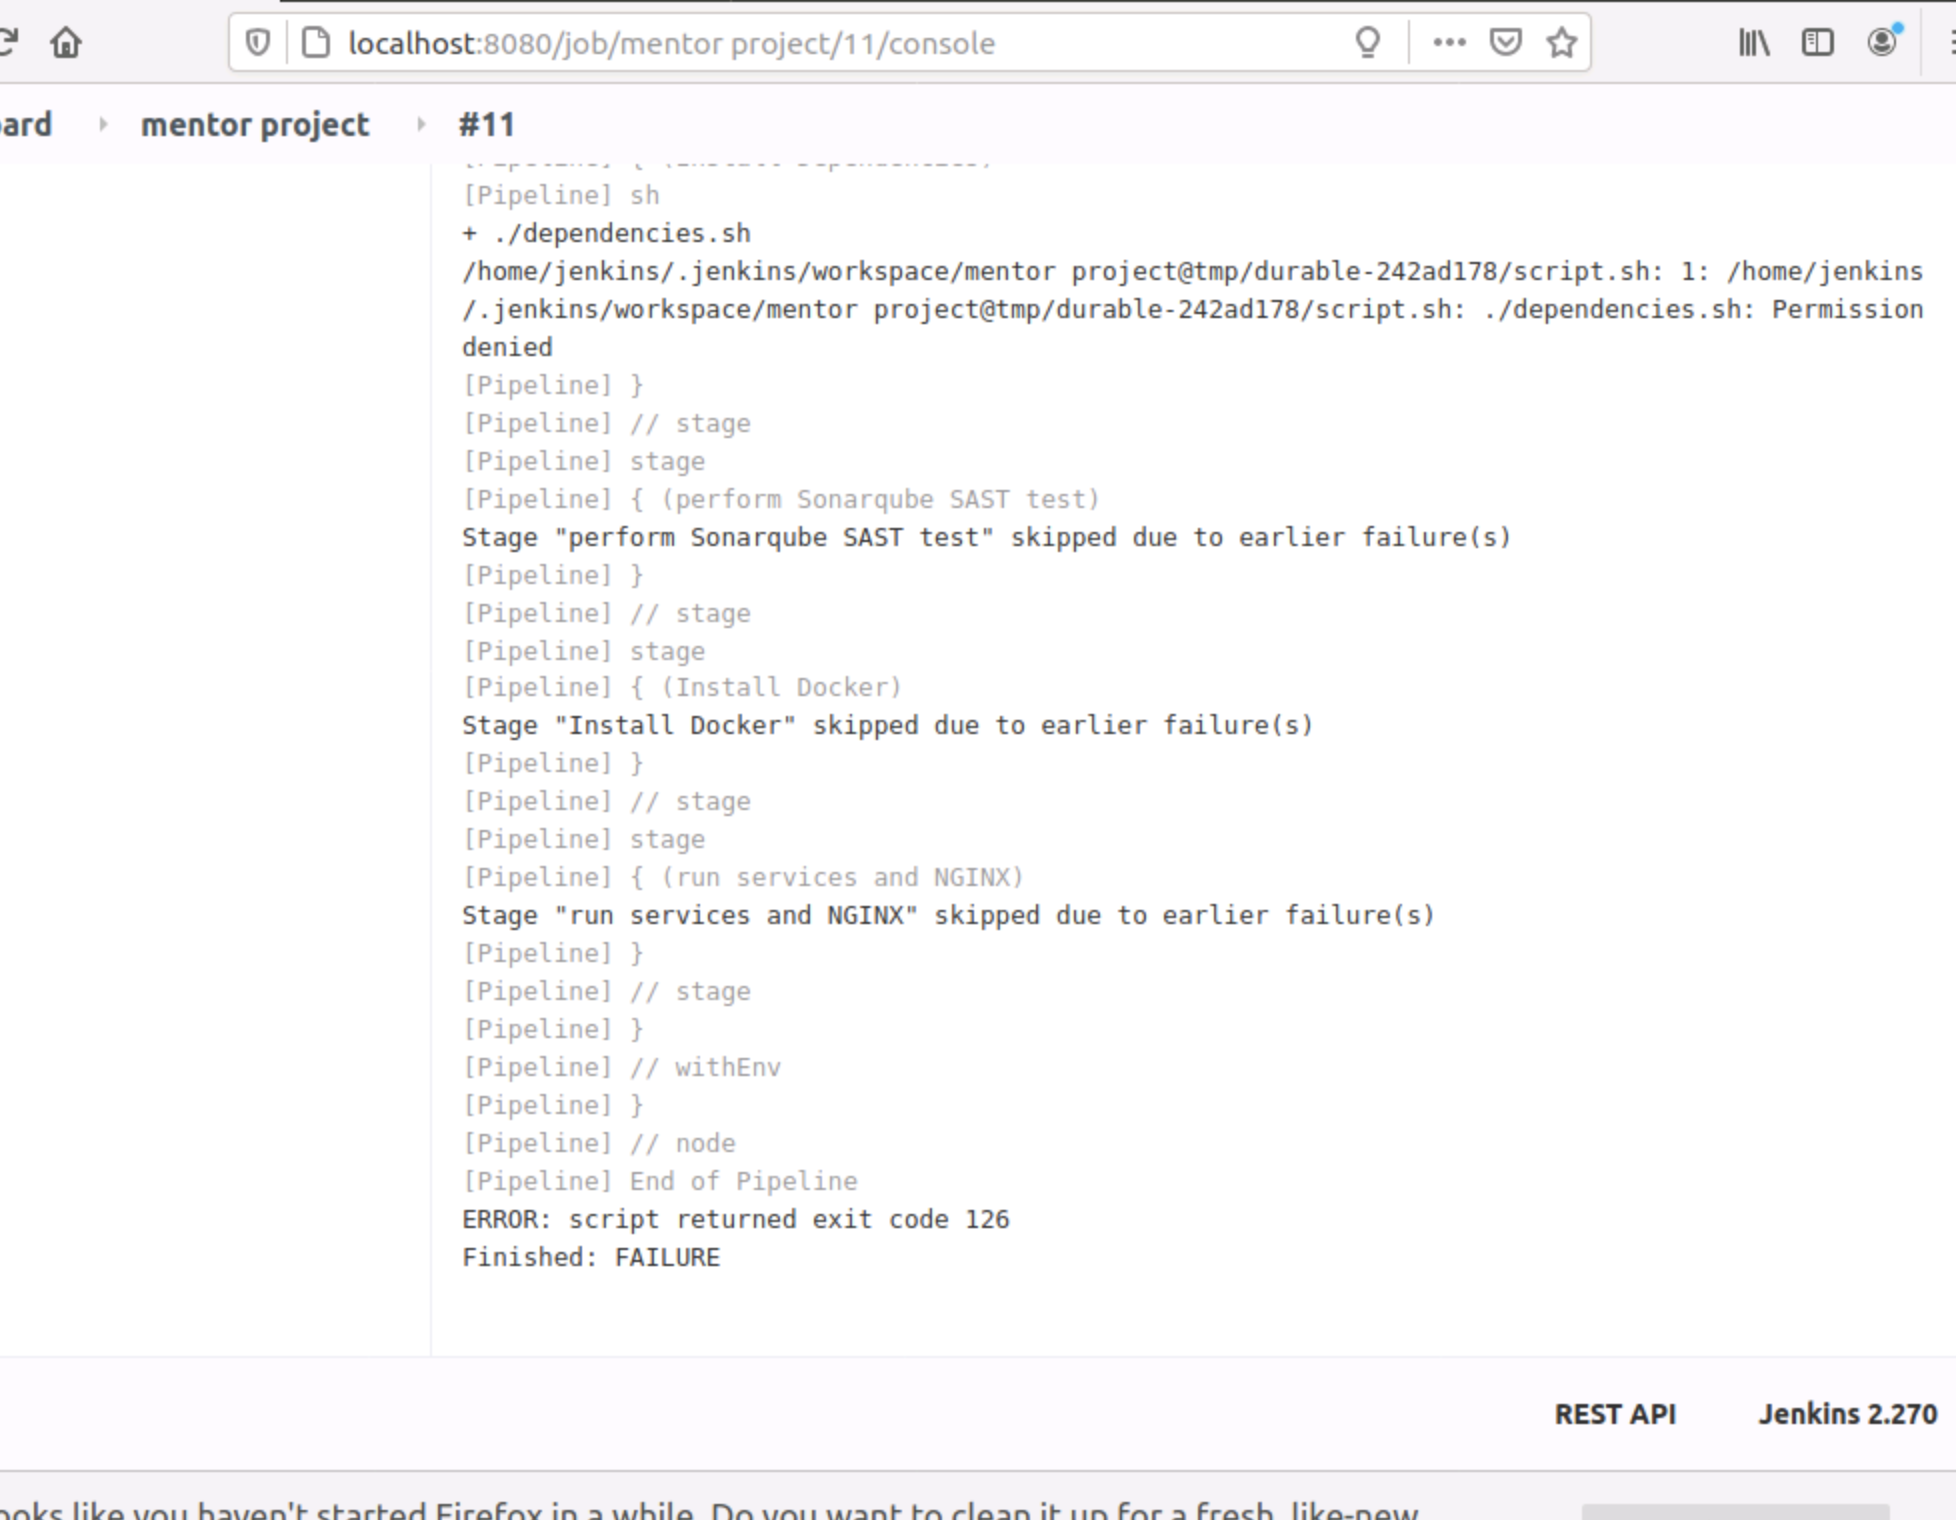 localhost:8080/job/mentor project/11/console
ard mentor project #11
[Pipeline] { (Install Dependencies)
[Pipeline] sh
+ ./dependencies.sh
/home/jenkins/.jenkins/workspace/mentor project@tmp/durable-242ad178/script.sh: 1: /home/jenkins
/.jenkins/workspace/mentor project@tmp/durable-242ad178/script.sh: ./dependencies.sh: Permission
denied
[Pipeline] }
[Pipeline] // stage
[Pipeline] stage
[Pipeline] { (perform Sonarqube SAST test)
Stage "perform Sonarqube SAST test" skipped due to earlier failure(s)
[Pipeline] }
[Pipeline] // stage
[Pipeline] stage
[Pipeline] { (Install Docker)
Stage "Install Docker" skipped due to earlier failure(s)
[Pipeline] }
[Pipeline] // stage
[Pipeline] stage
[Pipeline] { (run services and NGINX)
Stage "run services and NGINX" skipped due to earlier failure(s)
[Pipeline] }
[Pipeline] // stage
[Pipeline] }
[Pipeline] // withEnv
[Pipeline] }
[Pipeline] // node
[Pipeline] End of Pipeline
ERROR: script returned exit code 126
Finished: FAILURE
REST API Jenkins 2.270
ooks like you haven't started Firefox in a while. Do you want to clean it up for a fresh, like-new